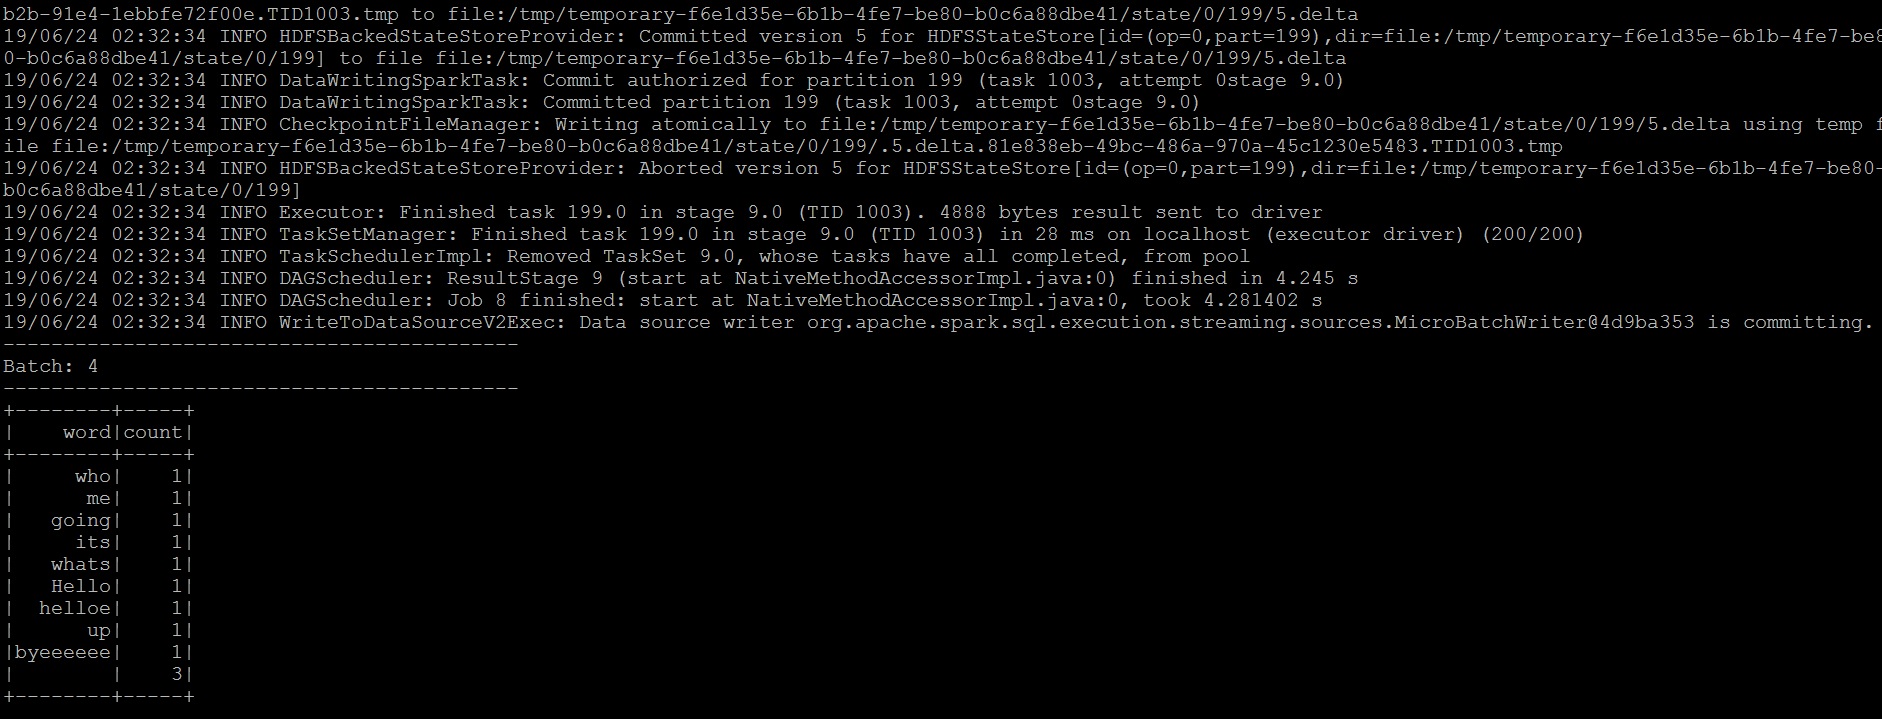 b2b-91e4-1ebbfe72f00e.TID1003.tmp to file:/tmp/temporary-f6e1d35e-6b1b-4fe7-be80-b0c6a88dbe41/state/0/199/5.delta
19/06/24 02:32:34 INFO HDFSBackedStateStoreProvider: Committed version 5 for HDFSStateStore[id=(op=0,part=199),dir=file:/tmp/temporary-f6e1d35e-6b1b-4fe7-be8
0-b0c6a88dbe41/state/0/199] to file file:/tmp/temporary-f6e1d35e-6b1b-4fe7-be80-b0c6a88dbe41/state/0/199/5.delta
19/06/24 02:32:34 INFO DataWritingSparkTask: Commit authorized for partition 199 (task 1003, attempt 0stage 9.0)
19/06/24 02:32:34 INFO DataWritingSparkTask: Committed partition 199 (task 1003, attempt 0stage 9.0)
19/06/24 02:32:34 INFO CheckpointFileManager: Writing atomically to file:/tmp/temporary-f6e1d35e-6b1b-4fe7-be80-b0c6a88dbe41/state/0/199/5.delta using temp f
ile file:/tmp/temporary-f6e1d35e-6b1b-4fe7-be80-b0c6a88dbe41/state/0/199/.5.delta.81e838eb-49bc-486a-970a-45c1230e5483.TID1003.tmp
19/06/24 02:32:34 INFO HDFSBackedStateStoreProvider: Aborted version 5 for HDFSStateStore[id=(op=0,part=199),dir=file:/tmp/temporary-f6e1d35e-6b1b-4fe7-be80-
b0c6a88dbe41/state/0/199]
19/06/24 02:32:34 INFO Executor: Finished task 199.0 in stage 9.0 (TID 1003). 4888 bytes result sent to driver
19/06/24 02:32:34 INFO TaskSetManager: Finished task 199.0 in stage 9.0 (TID 1003) in 28 ms on localhost (executor driver) (200/200)
19/06/24 02:32:34 INFO TaskSchedulerImpl: Removed TaskSet 9.0, whose tasks have all completed, from pool
19/06/24 02:32:34 INFO DAGScheduler: ResultStage 9 (start at NativeMethodAccessorImpl.java:0) finished in 4.245 s
19/06/24 02:32:34 INFO DAGScheduler: Job 8 finished: start at NativeMethodAccessorImpl.java:0, took 4.281402 s
19/06/24 02:32:34 INFO WriteToDataSourceV2Exec: Data source writer org.apache.spark.sql.execution.streaming.sources.MicroBatchWriter@4d9ba353 is committing.
-------------------------------------------
Batch: 4
-------------------------------------------
+--------+-----+
|    word|count|
+--------+-----+
|     who|    1|
|      me|    1|
|   going|    1|
|     its|    1|
|   whats|    1|
|   Hello|    1|
|  helloe|    1|
|      up|    1|
|byeeeeee|    1|
|        |    3|
+--------+-----+